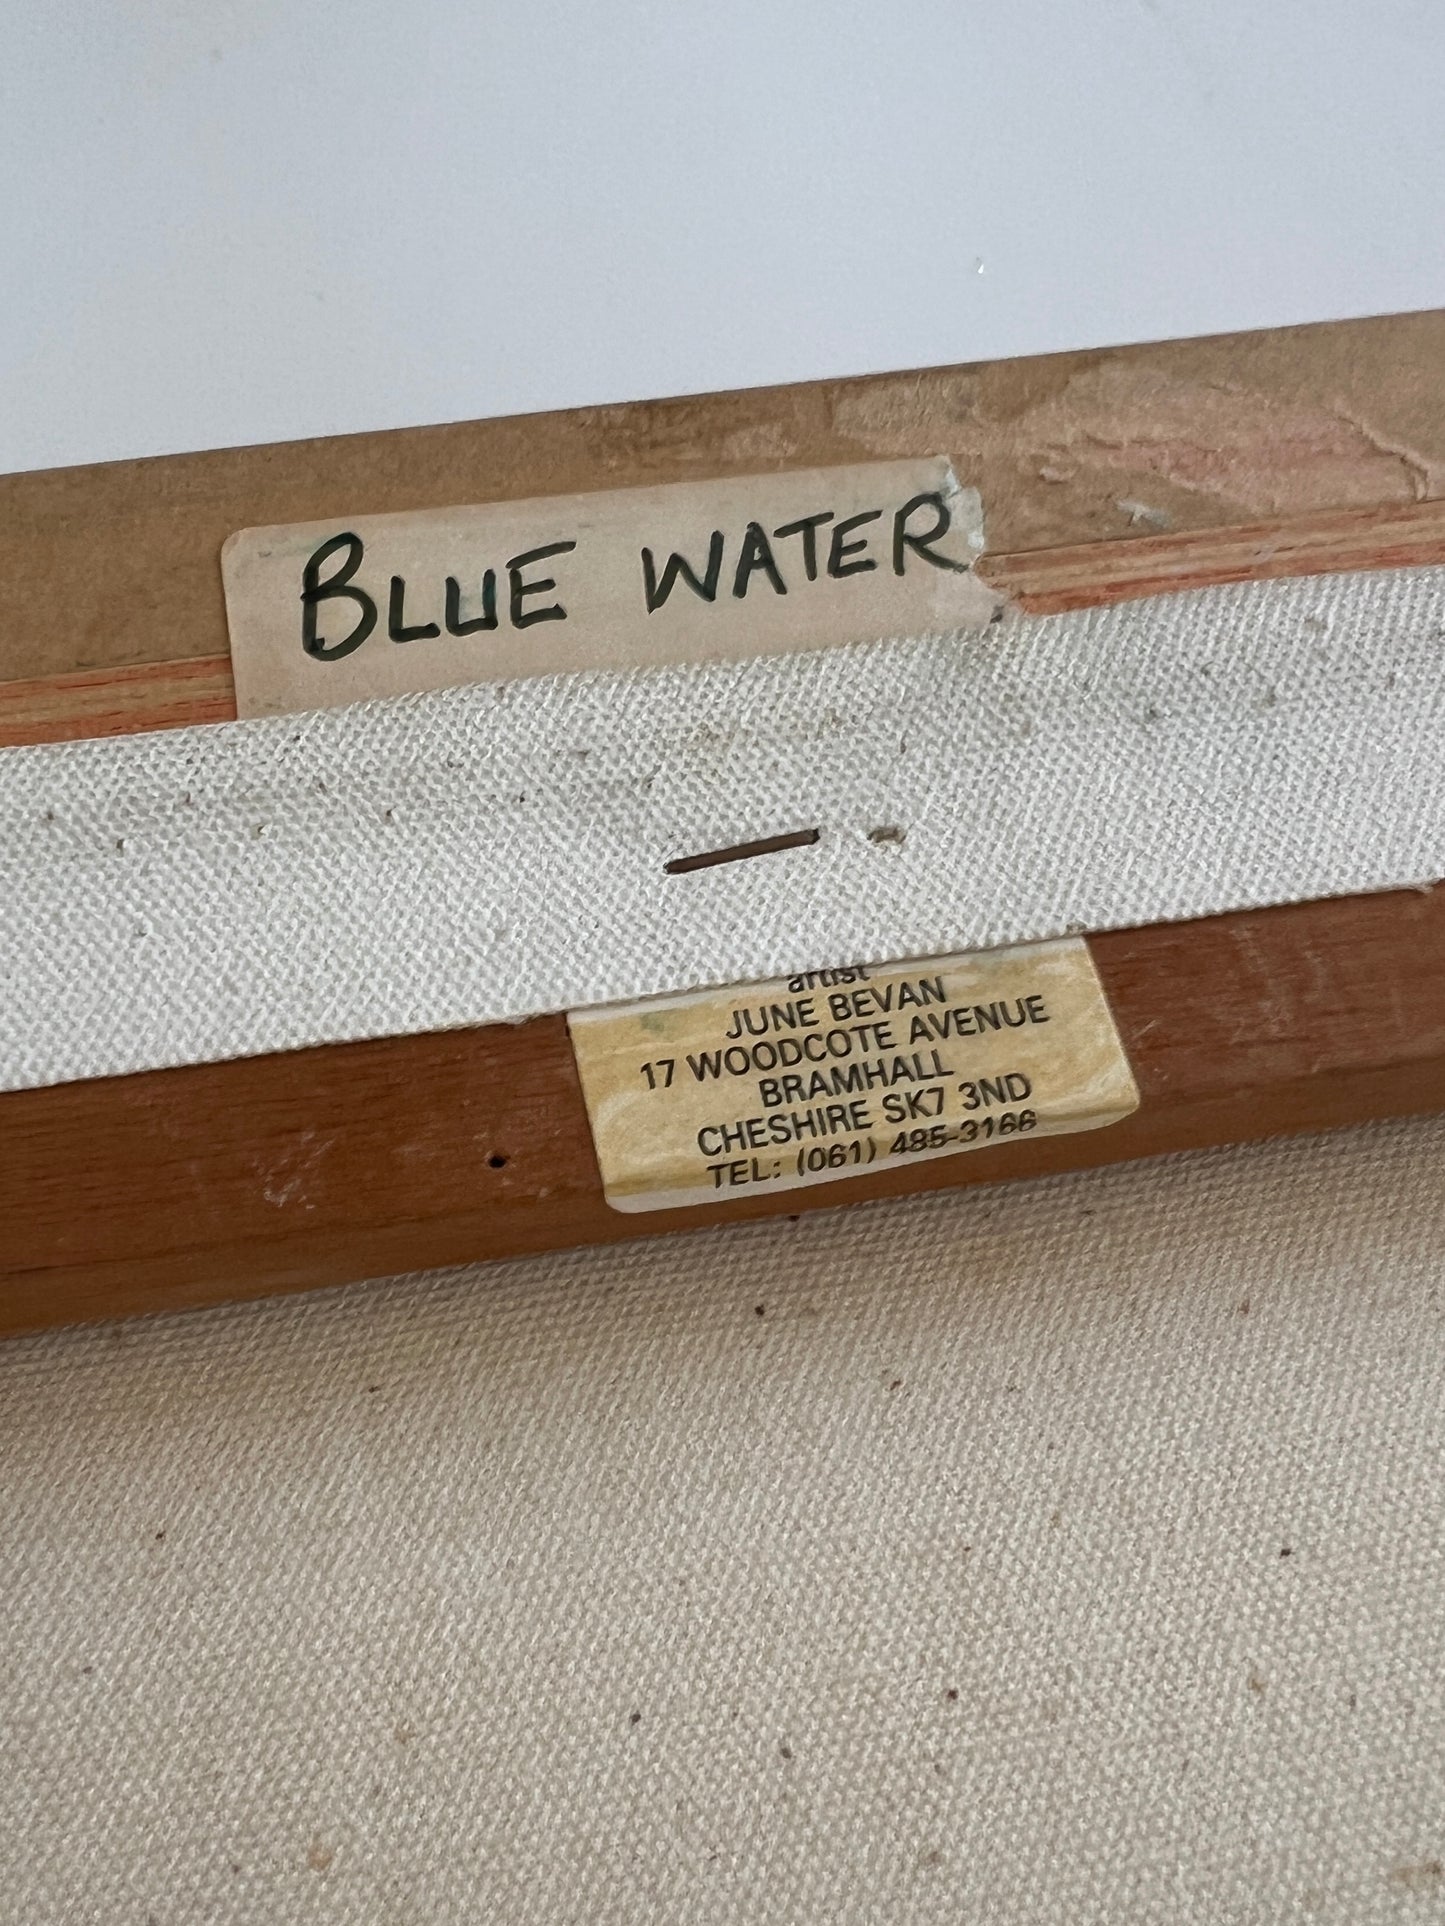 BLUE WATER
artist
JUNE BEVAN
17 WOODCOTE AVENUE
BRAMHALL
CHESHIRE SK7 3ND
TEL: (061) 485-3166